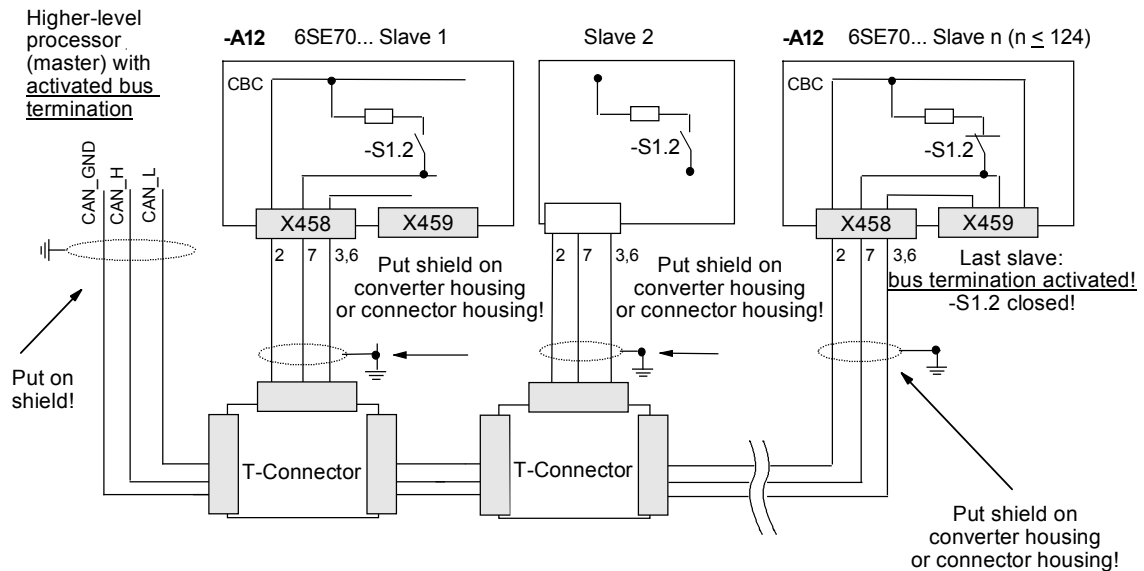 Higher-level
processor
(master) with
activated bus
termination
-A12 6SE70... Slave 1
Slave 2
-A12 6SE70... Slave n (n ≤ 124)
CBC
-S1.2
-S1.2
CBC
-S1.2
CAN_GND
CAN_H
CAN_L
X458
X459
X458
X459
2 7 3,6
2 7 3,6
2 7 3,6
Put shield on
converter housing
or connector housing!
Put shield on
converter housing
or connector housing!
Last slave:
bus termination activated!
-S1.2 closed!
Put on
shield!
T-Connector
T-Connector
Put shield on
converter housing
or connector housing!